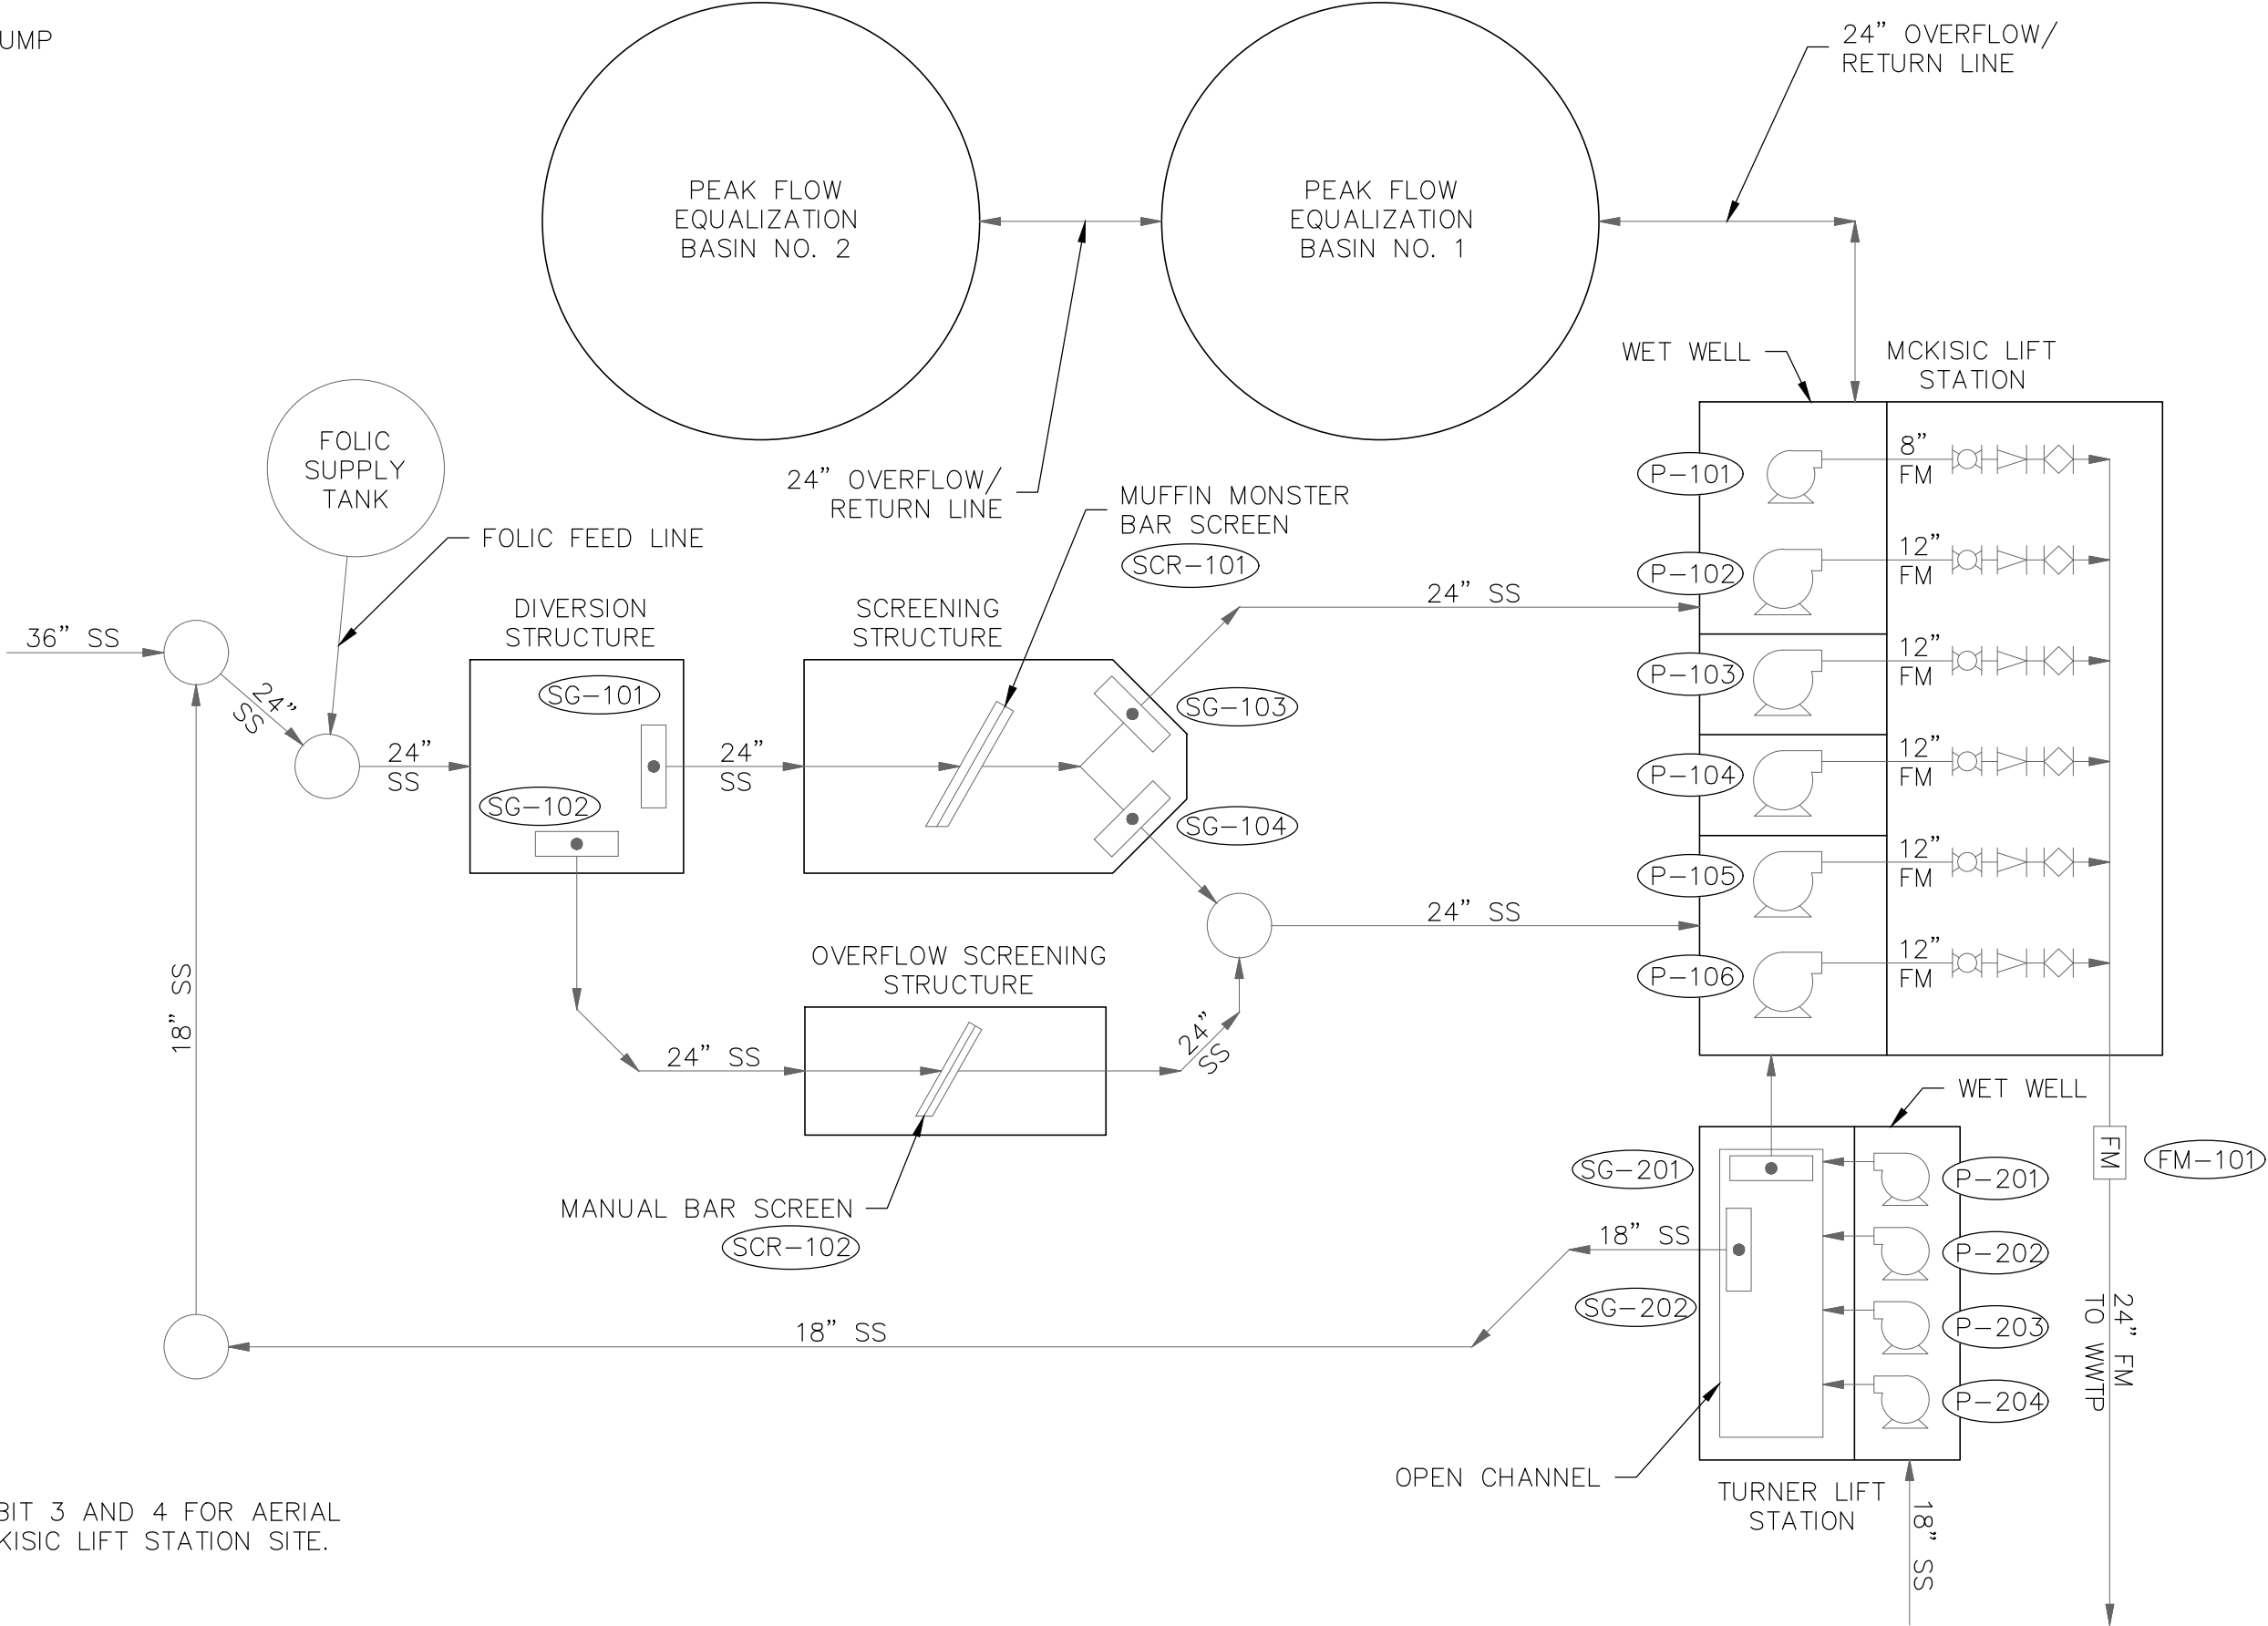 UMP
24” OVERFLOW/
RETURN LINE
PEAK FLOW
EQUALIZATION
BASIN NO. 2
PEAK FLOW
EQUALIZATION
BASIN NO. 1
WET WELL
MCKISIC LIFT
STATION
FOLIC
SUPPLY
TANK
24” OVERFLOW/
RETURN LINE
MUFFIN MONSTER
BAR SCREEN
SCR-101
FOLIC FEED LINE
P-101
8”
FM
P-102
12”
FM
P-103
12”
FM
P-104
12”
FM
P-105
12”
FM
P-106
12”
FM
36” SS
24”
SS
24”
SS
DIVERSION
STRUCTURE
SG-101
SG-102
24”
SS
SCREENING
STRUCTURE
SG-103
SG-104
24” SS
24” SS
18” SS
OVERFLOW SCREENING
STRUCTURE
24” SS
24”
SS
MANUAL BAR SCREEN
SCR-102
WET WELL
SG-201
SG-202
18” SS
18” SS
P-201
P-202
P-203
P-204
FM
FM-101
24” FM
TO WWTP
OPEN CHANNEL
TURNER LIFT
STATION
18” SS
BIT 3 AND 4 FOR AERIAL
KISIC LIFT STATION SITE.